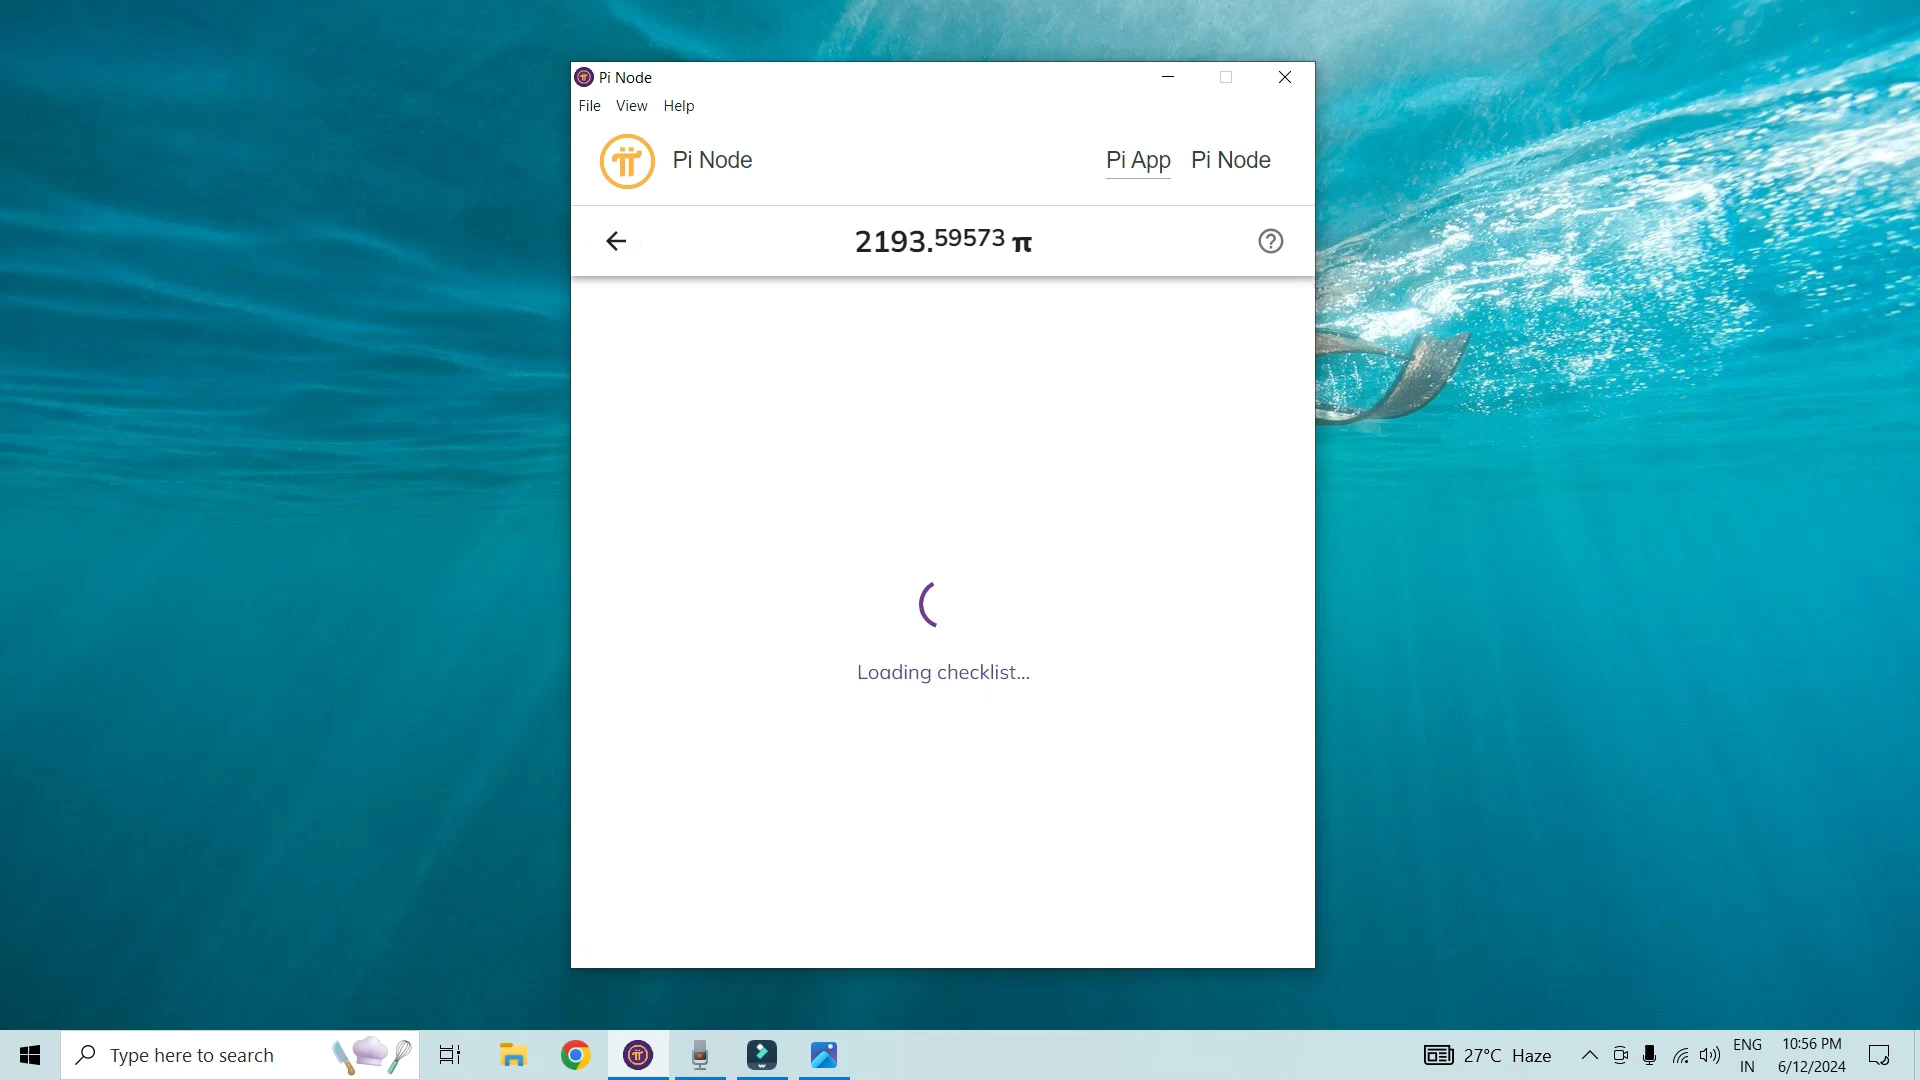 Pi Node
File View Help
Pi Node Pi App Pi Node
2193.59573 π
Loading checklist...
Type here to search
27°C Haze
ENG
IN
10:56 PM
6/12/2024